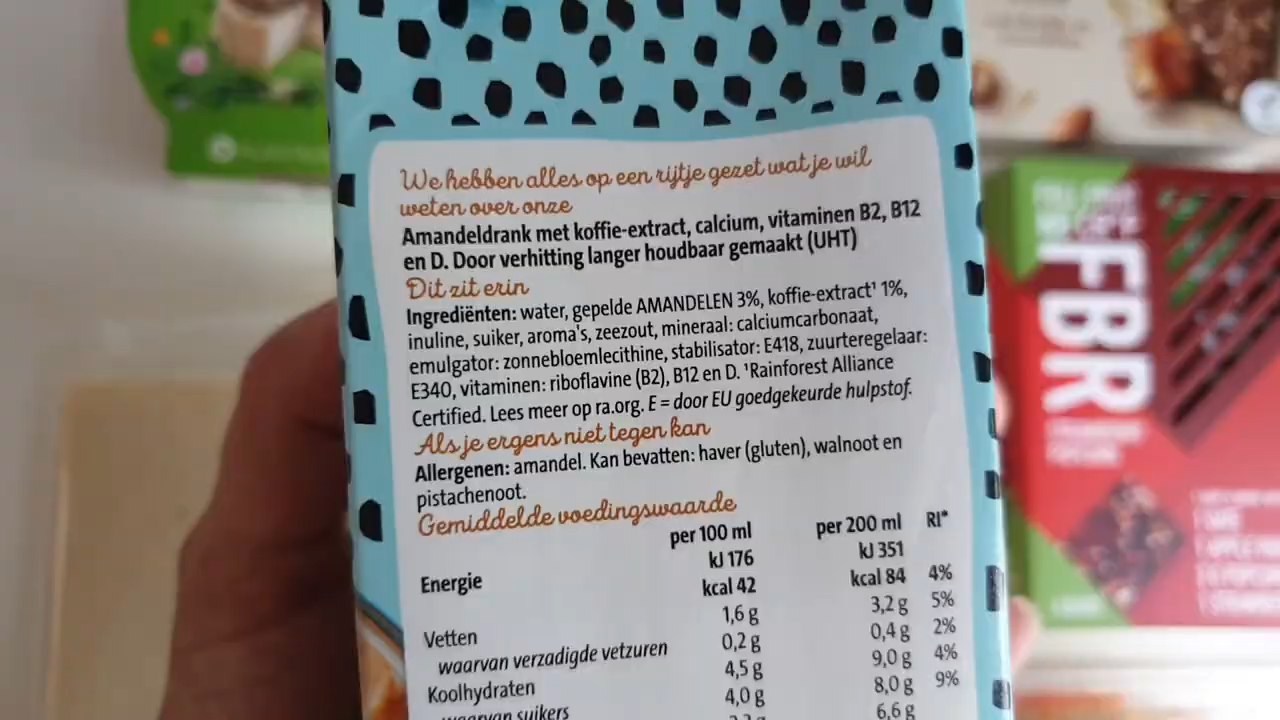 We hebben alles op een rijtje gezet wat je wil
weten over onze
Amandeldrank met koffie-extract, calcium, vitaminen B2, B12
en D. Door verhitting langer houdbaar gemaakt (UHT)
Dit zit erin
Ingrediënten: water, gepelde AMANDELEN 3%, koffie-extract¹ 1%,
inuline, suiker, aroma's, zeezout, mineraal: calciumcarbonaat,
emulgator: zonnebloemlecithine, stabilisator: E418, zuurteregelaar:
E340, vitaminen: riboflavine (B2), B12 en D. ¹Rainforest Alliance
Certified. Lees meer op ra.org. E = door EU goedgekeurde hulpstof.
Als je ergens niet tegen kan
Allergenen: amandel. Kan bevatten: haver (gluten), walnoot en
pistachenoot.
Gemiddelde voedingswaarde
per 100 ml per 200 ml RI*
kJ 176 kJ 351
Energie kcal 42 kcal 84 4%
Vetten 1,6 g 3,2 g 5%
waarvan verzadigde vetzuren 0,2 g 0,4 g 2%
Koolhydraten 4,5 g 9,0 g 4%
waarvan suikers 4,0 g 8,0 g 9%
6,6 g
FBR